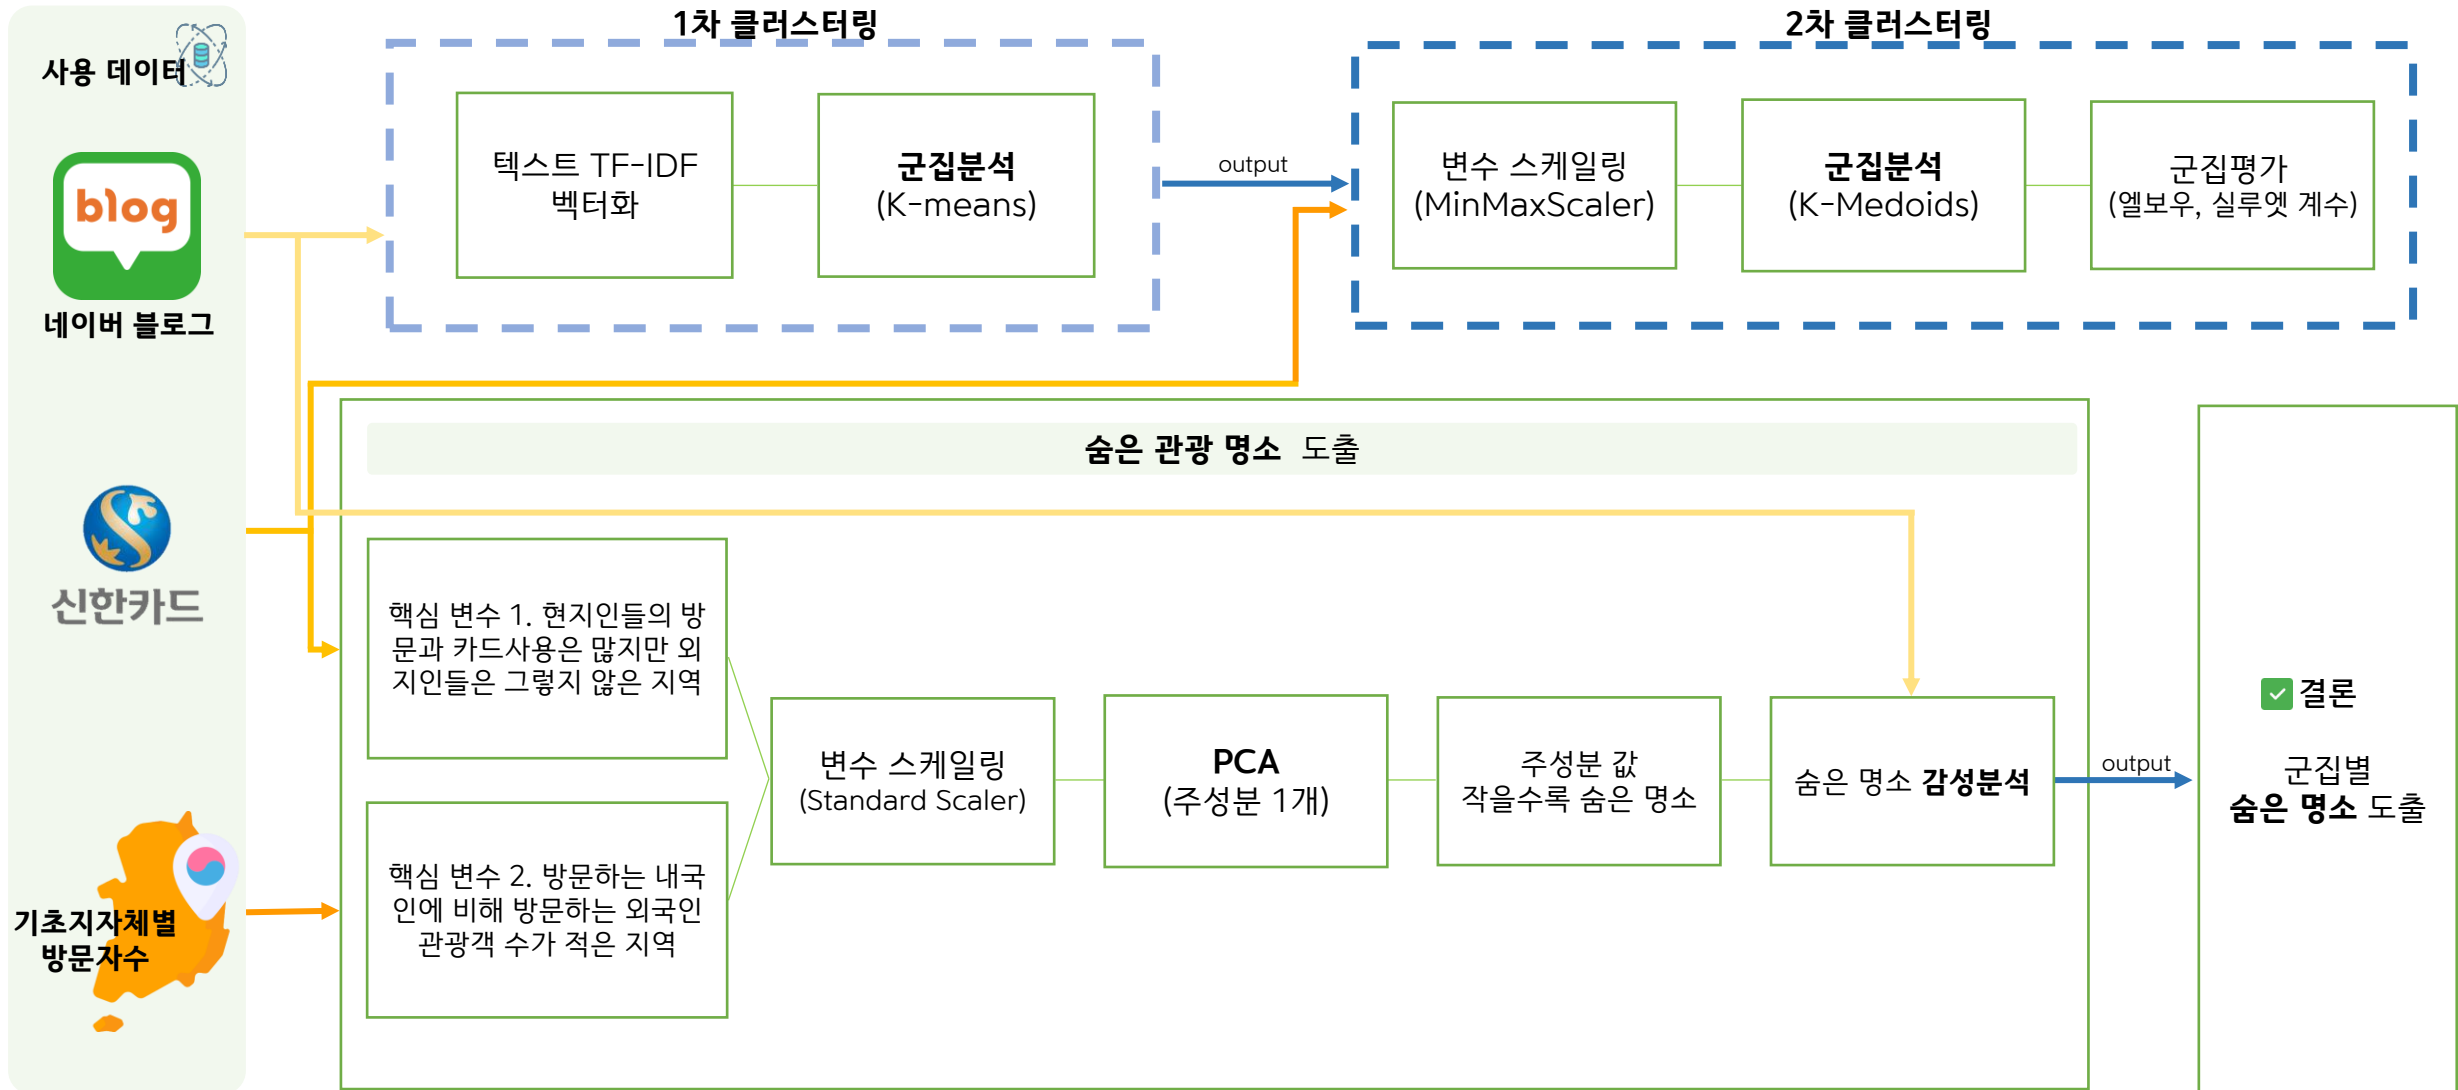 사용 데이터
blog
네이버 블로그
신한카드
기초지자체별
방문자수
1차 클러스터링
텍스트 TF-IDF
벡터화
군집분석
(K-means)
output
2차 클러스터링
변수 스케일링
(MinMaxScaler)
군집분석
(K-Medoids)
군집평가
(엘보우, 실루엣 계수)
숨은 관광 명소 도출
핵심 변수 1. 현지인들의 방
문과 카드사용은 많지만 외
지인들은 그렇지 않은 지역
핵심 변수 2. 방문하는 내국
인에 비해 방문하는 외국인
관광객 수가 적은 지역
변수 스케일링
(Standard Scaler)
PCA
(주성분 1개)
주성분 값
작을수록 숨은 명소
숨은 명소 감성분석
output
결론
군집별
숨은 명소 도출